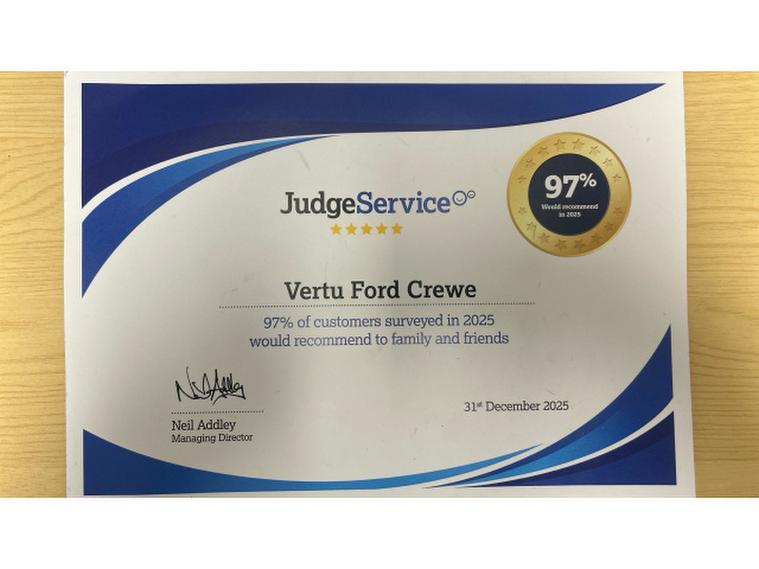 JudgeService
97%
Would recommend
in 2025
Vertu Ford Crewe
97% of customers surveyed in 2025
would recommend to family and friends
Neil Addley
Managing Director
31st December 2025